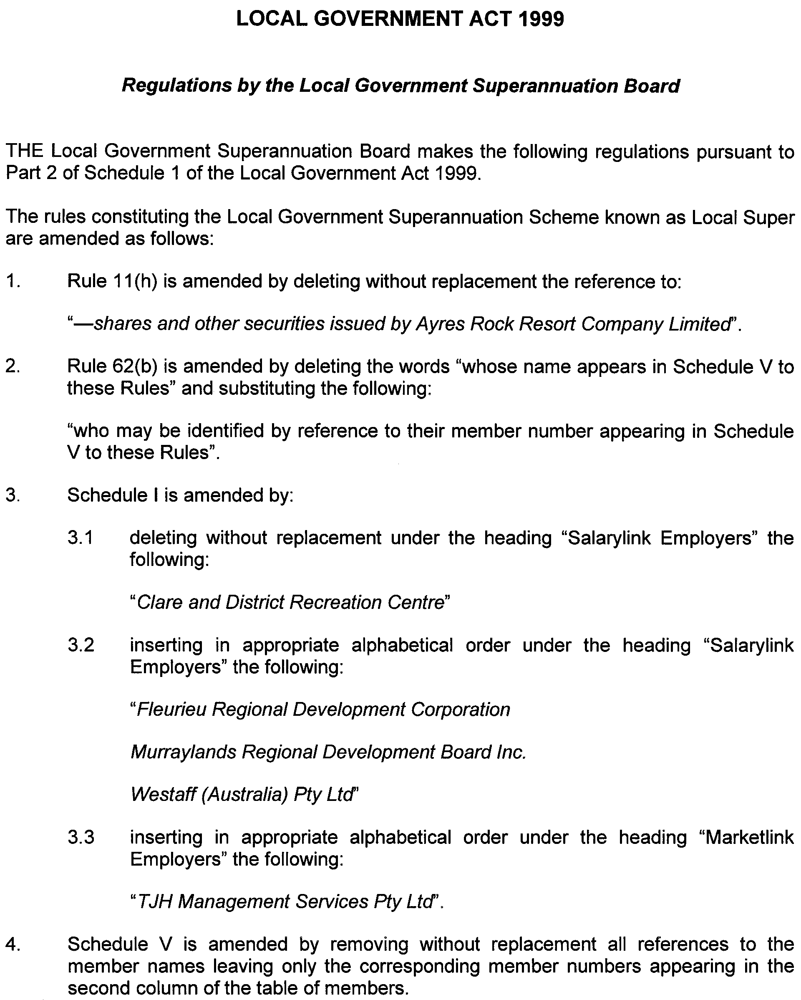 LOCAL GOVERNMENT ACT 1999
Regulations by the Local Government Superannuation Board
THE Local Government Superannuation Board makes the following regulations pursuant to
Part 2 of Schedule 1 of the Local Government Act 1999.
The rules constituting the Local Government Superannuation Scheme known as Local Super
are amended as follows:
1. Rule 11(h) is amended by deleting without replacement the reference to:
“—shares and other securities issued by Ayres Rock Resort Company Limited”.
2. Rule 62(b) is amended by deleting the words “whose name appears in Schedule V to
these Rules” and substituting the following:
“who may be identified by reference to their member number appearing in Schedule
V to these Rules”.
3. Schedule I is amended by:
3.1 deleting without replacement under the heading “Salarylink Employers” the
following:
“Clare and District Recreation Centre”
3.2 inserting in appropriate alphabetical order under the heading “Salarylink
Employers” the following:
“Fleurieu Regional Development Corporation
Murraylands Regional Development Board Inc.
Westaff (Australia) Pty Ltd”
3.3 inserting in appropriate alphabetical order under the heading “Marketlink
Employers” the following:
“TJH Management Services Pty Ltd”.
4. Schedule V is amended by removing without replacement all references to the
member names leaving only the corresponding member numbers appearing in the
second column of the table of members.